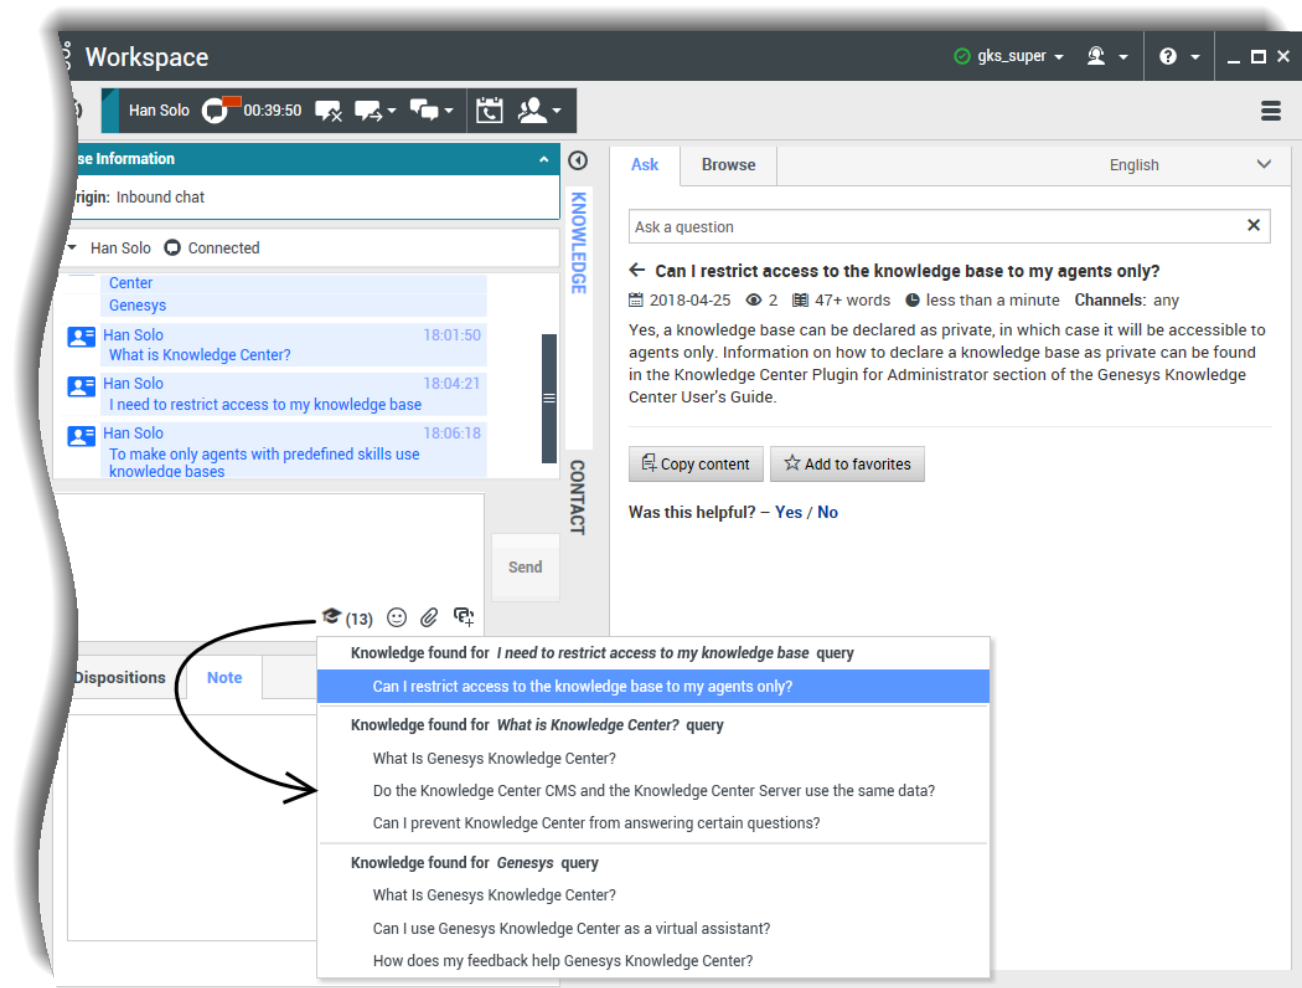 Workspace
gks_super
Han Solo 00:39:50
se Information
rigin: Inbound chat
Han Solo Connected
Center
Genesys
Han Solo 18:01:50
What is Knowledge Center?
Han Solo 18:04:21
I need to restrict access to my knowledge base
Han Solo 18:06:18
To make only agents with predefined skills use
knowledge bases
Send
(13)
Dispositions Note
KNOWLEDGE
CONTACT
Ask Browse English
Ask a question
Can I restrict access to the knowledge base to my agents only?
2018-04-25 2 47+ words less than a minute Channels: any
Yes, a knowledge base can be declared as private, in which case it will be accessible to
agents only. Information on how to declare a knowledge base as private can be found
in the Knowledge Center Plugin for Administrator section of the Genesys Knowledge
Center User's Guide.
Copy content Add to favorites
Was this helpful? – Yes / No
Knowledge found for I need to restrict access to my knowledge base query
Can I restrict access to the knowledge base to my agents only?
Knowledge found for What is Knowledge Center? query
What Is Genesys Knowledge Center?
Do the Knowledge Center CMS and the Knowledge Center Server use the same data?
Can I prevent Knowledge Center from answering certain questions?
Knowledge found for Genesys query
What Is Genesys Knowledge Center?
Can I use Genesys Knowledge Center as a virtual assistant?
How does my feedback help Genesys Knowledge Center?